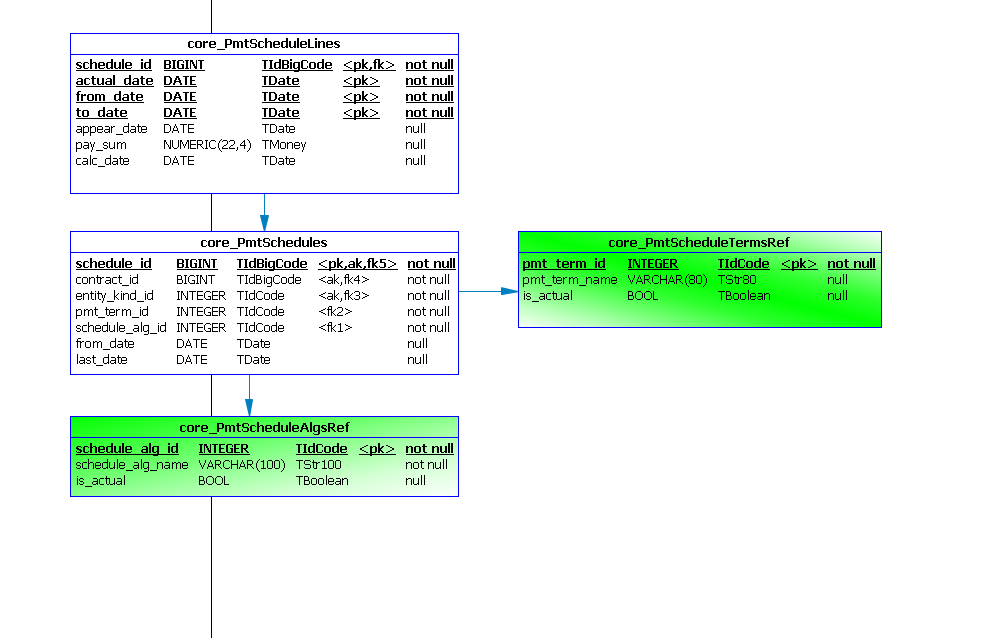 core_PmtScheduleLines
schedule_id BIGINT TIdBigCode <pk,fk> not null
actual_date DATE TDate <pk> not null
from_date DATE TDate <pk> not null
to_date DATE TDate <pk> not null
appear_date DATE TDate null
pay_sum NUMERIC(22,4) TMoney null
calc_date DATE TDate null
core_PmtSchedules
schedule_id BIGINT TIdBigCode <pk,ak,fk5> not null
contract_id BIGINT TIdBigCode <ak,fk4> not null
entity_kind_id INTEGER TIdCode <ak,fk3> not null
pmt_term_id INTEGER TIdCode <fk2> not null
schedule_alg_id INTEGER TIdCode <fk1> not null
from_date DATE TDate null
last_date DATE TDate null
core_PmtScheduleTermsRef
pmt_term_id INTEGER TIdCode <pk> not null
pmt_term_name VARCHAR(80) TStr80 null
is_actual BOOL TBoolean null
core_PmtScheduleAlgsRef
schedule_alg_id INTEGER TIdCode <pk> not null
schedule_alg_name VARCHAR(100) TStr100 not null
is_actual BOOL TBoolean null